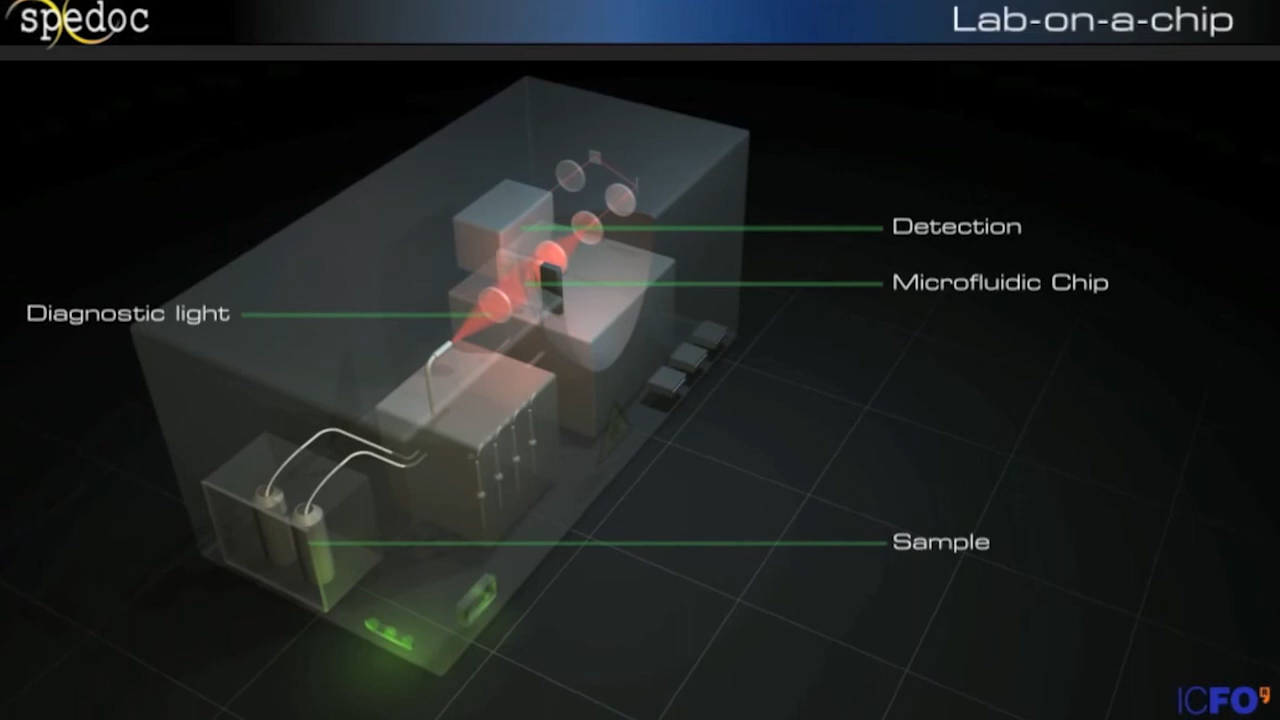 spedoc
Lab-on-a-chip
Detection
Microfluidic Chip
Diagnostic light
Sample
ICFO